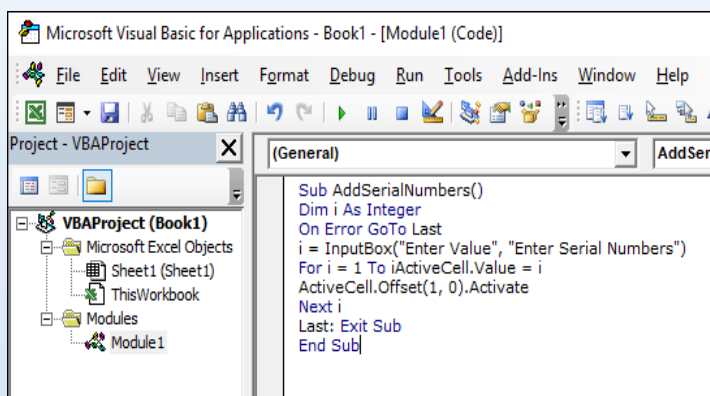 Microsoft Visual Basic for Applications - Book1 - [Module1 (Code)]
File Edit View Insert Format Debug Run Tools Add-Ins Window Help
Project - VBAProject
(General)
AddSer
VBAProject (Book1)
Microsoft Excel Objects
Sheet1 (Sheet1)
ThisWorkbook
Modules
Module1
Sub AddSerialNumbers()
Dim i As Integer
On Error GoTo Last
i = InputBox("Enter Value", "Enter Serial Numbers")
For i = 1 To iActiveCell.Value = i
ActiveCell.Offset(1, 0).Activate
Next i
Last: Exit Sub
End Sub